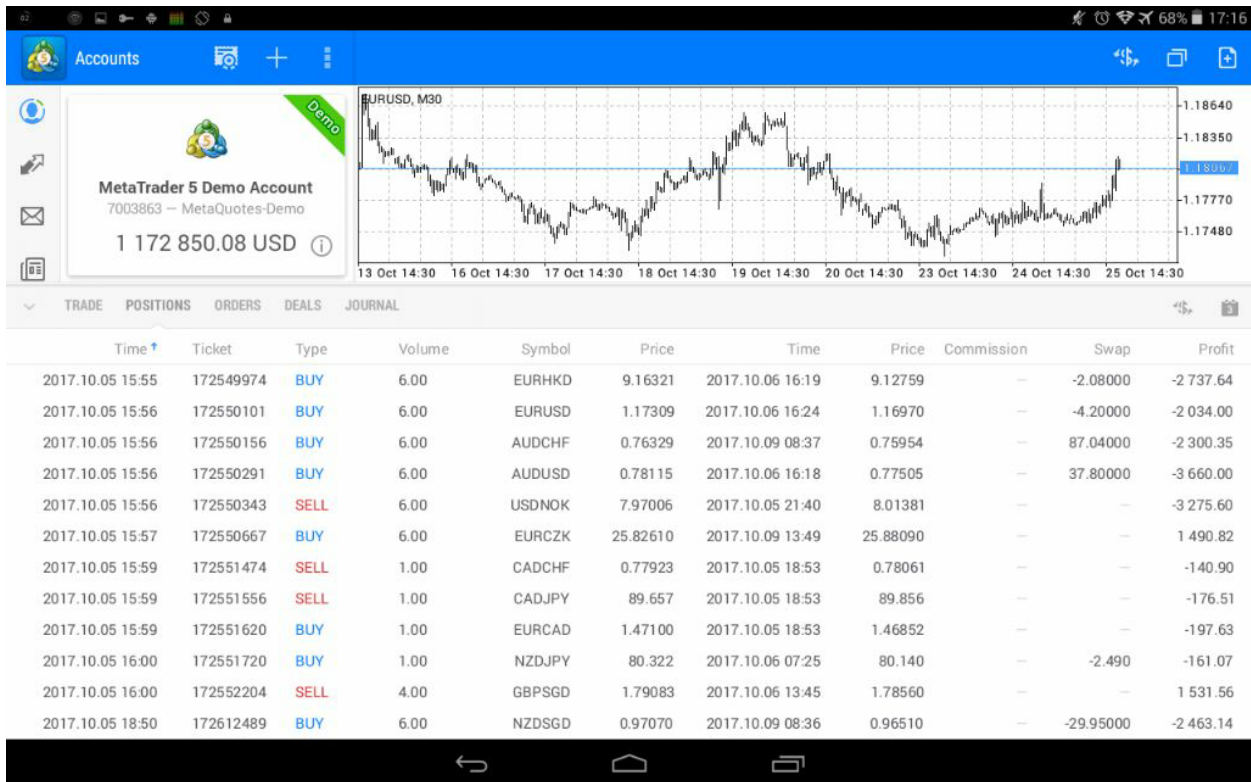 68% 17:16
Accounts
Demo
MetaTrader 5 Demo Account
7003863 — MetaQuotes-Demo
1 172 850.08 USD
EURUSD, M30
1.18640
1.18350
1.18067
1.17770
1.17480
13 Oct 14:30 16 Oct 14:30 17 Oct 14:30 18 Oct 14:30 19 Oct 14:30 20 Oct 14:30 23 Oct 14:30 24 Oct 14:30 25 Oct 14:30
TRADE POSITIONS ORDERS DEALS JOURNAL
Time Ticket Type Volume Symbol Price Time Price Commission Swap Profit
2017.10.05 15:55 172549974 BUY 6.00 EURHKD 9.16321 2017.10.06 16:19 9.12759 — -2.08000 -2 737.64
2017.10.05 15:56 172550101 BUY 6.00 EURUSD 1.17309 2017.10.06 16:24 1.16970 — -4.20000 -2 034.00
2017.10.05 15:56 172550156 BUY 6.00 AUDCHF 0.76329 2017.10.09 08:37 0.75954 — 87.04000 -2 300.35
2017.10.05 15:56 172550291 BUY 6.00 AUDUSD 0.78115 2017.10.06 16:18 0.77505 — 37.80000 -3 660.00
2017.10.05 15:56 172550343 SELL 6.00 USDNOK 7.97006 2017.10.05 21:40 8.01381 — — -3 275.60
2017.10.05 15:57 172550667 BUY 6.00 EURCZK 25.82610 2017.10.09 13:49 25.88090 — — 1 490.82
2017.10.05 15:59 172551474 SELL 1.00 CADCHF 0.77923 2017.10.05 18:53 0.78061 — — -140.90
2017.10.05 15:59 172551556 SELL 1.00 CADJPY 89.657 2017.10.05 18:53 89.856 — — -176.51
2017.10.05 15:59 172551620 BUY 1.00 EURCAD 1.47100 2017.10.05 18:53 1.46852 — — -197.63
2017.10.05 16:00 172551720 BUY 1.00 NZDJPY 80.322 2017.10.06 07:25 80.140 — -2.490 -161.07
2017.10.05 16:00 172552204 SELL 4.00 GBPSGD 1.79083 2017.10.06 13:45 1.78560 — — 1 531.56
2017.10.05 18:50 172612489 BUY 6.00 NZDSGD 0.97070 2017.10.09 08:36 0.96510 — -29.95000 -2 463.14